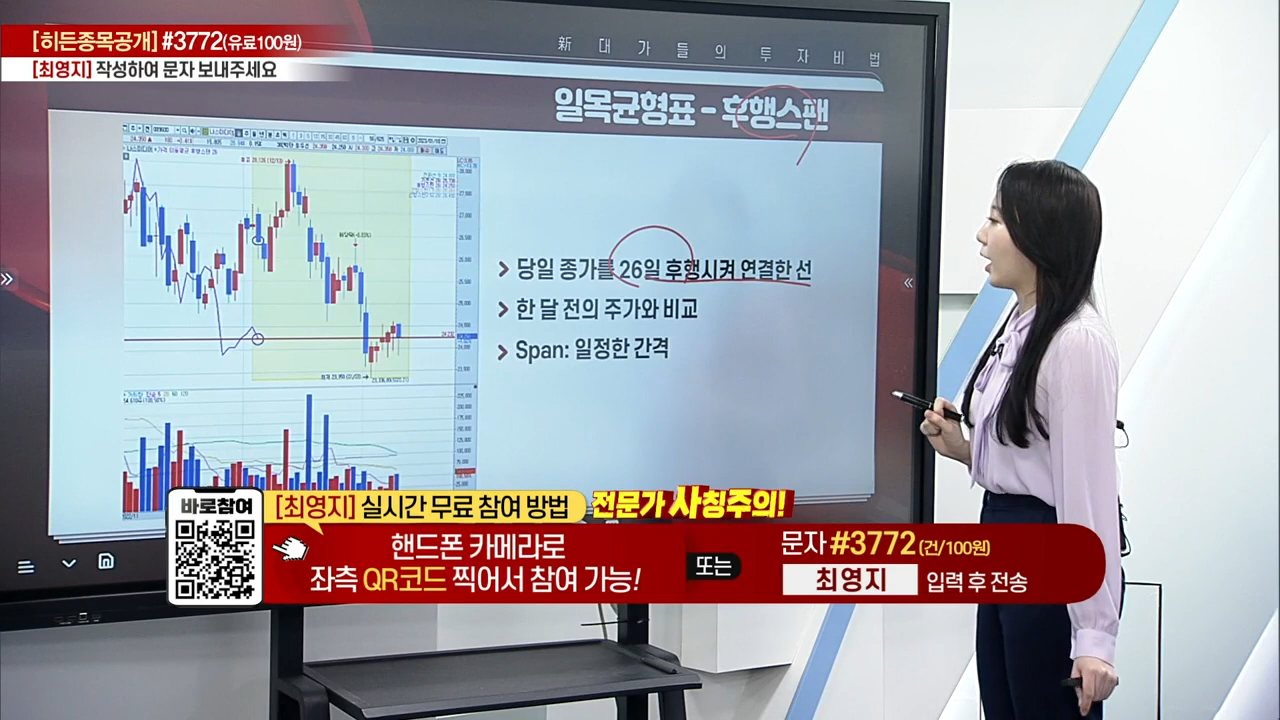 [히든종목공개] #3772(유료100원)
[최영지] 작성하여 문자 보내주세요
新 대 가 들 의 투 자 비 법
일목균형표 - 후행스팬
당일 종가를 26일 후행시켜 연결한 선
한 달 전의 주가와 비교
Span: 일정한 간격
바로참여
[최영지] 실시간 무료 참여 방법
전문가 사칭주의!
핸드폰 카메라로
좌측 QR코드 찍어서 참여 가능!
또는
문자 #3772 (건/100원)
최영지 입력 후 전송